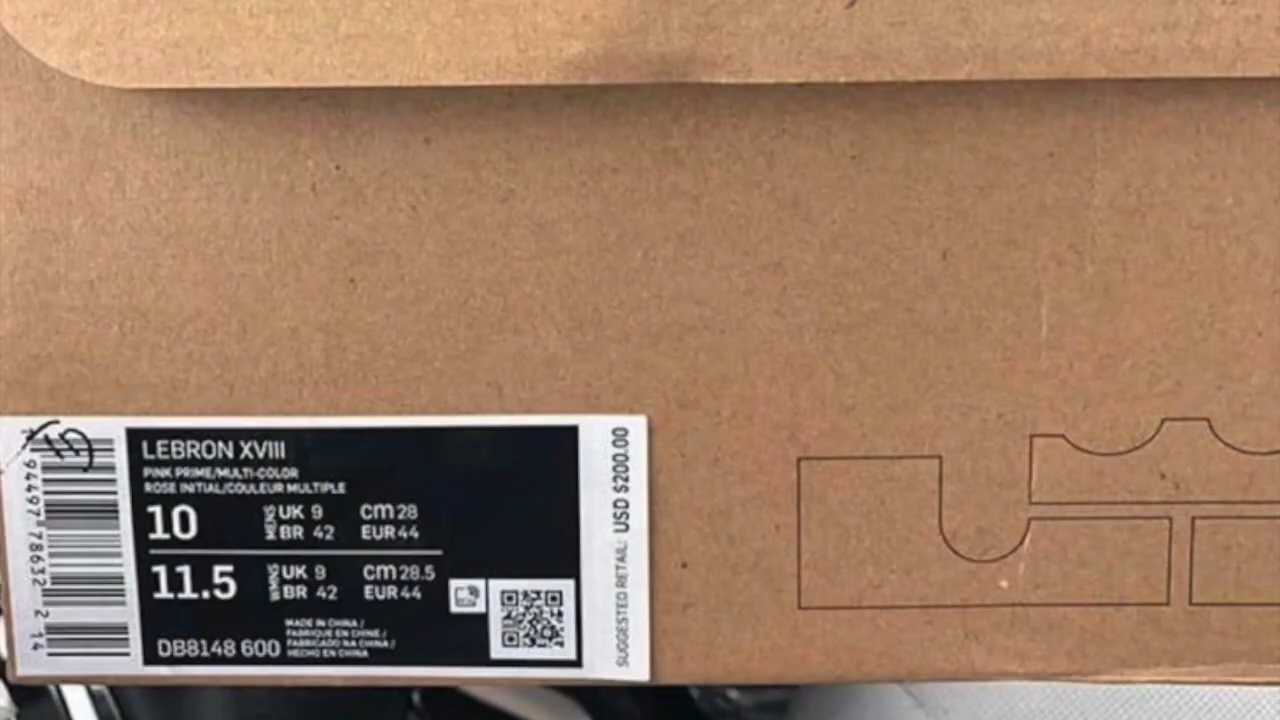 LEBRON XVIII
PINK PRIME/MULTI-COLOR
ROSE INITIAL/COULEUR MULTIPLE
10 MENS UK 9 CM 28
BR 42 EUR 44
11.5 WMNS UK 9 CM 28.5
BR 42 EUR 44
DB8148 600
MADE IN CHINA /
FABRIQUE EN CHINE /
FABRICADO NA CHINA /
HECHO EN CHINA
SUGGESTED RETAIL: USD $200.00
94497 78632 2 14